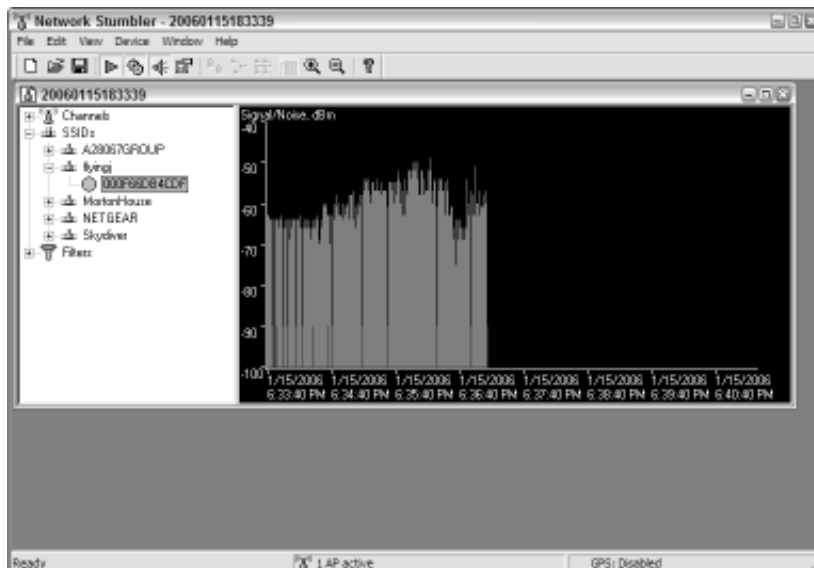 Network Stumbler - 20060115183339
File Edit View Device Window Help
20060115183339
Channels
SSIDs
A28067GROUP
flyingj
000F66DB4CDF
MortonHouse
NETGEAR
Skydiver
Filters
Signal/Noise, dBm
-40
-50
-60
-70
-80
-90
-100
1/15/2006 1/15/2006 1/15/2006 1/15/2006 1/15/2006 1/15/2006 1/15/2006 1/15/2006
6:33:40 PM 6:34:40 PM 6:35:40 PM 6:36:40 PM 6:37:40 PM 6:38:40 PM 6:39:40 PM 6:40:40 PM
Ready 1 AP active GPS: Disabled